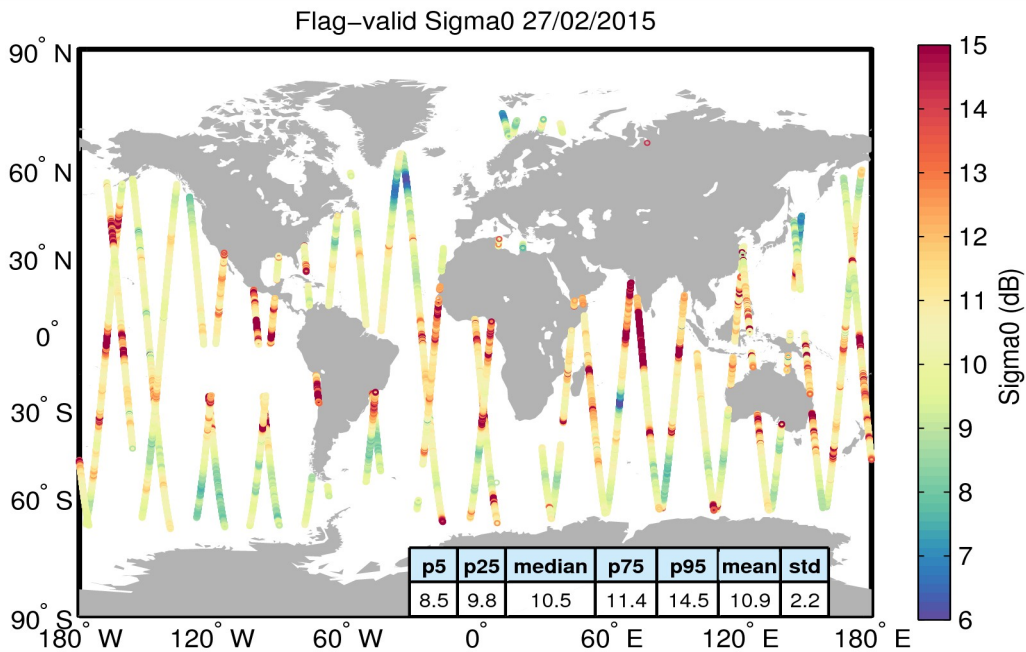 Flag−valid Sigma0 27/02/2015
90° N
60° N
30° N
0°
30° S
60° S
90° S
180° W
120° W
60° W
0°
60° E
120° E
180° E
p5 p25 median p75 p95 mean std
8.5 9.8 10.5 11.4 14.5 10.9 2.2
15
14
13
12
11
10
9
8
7
6
Sigma0 (dB)